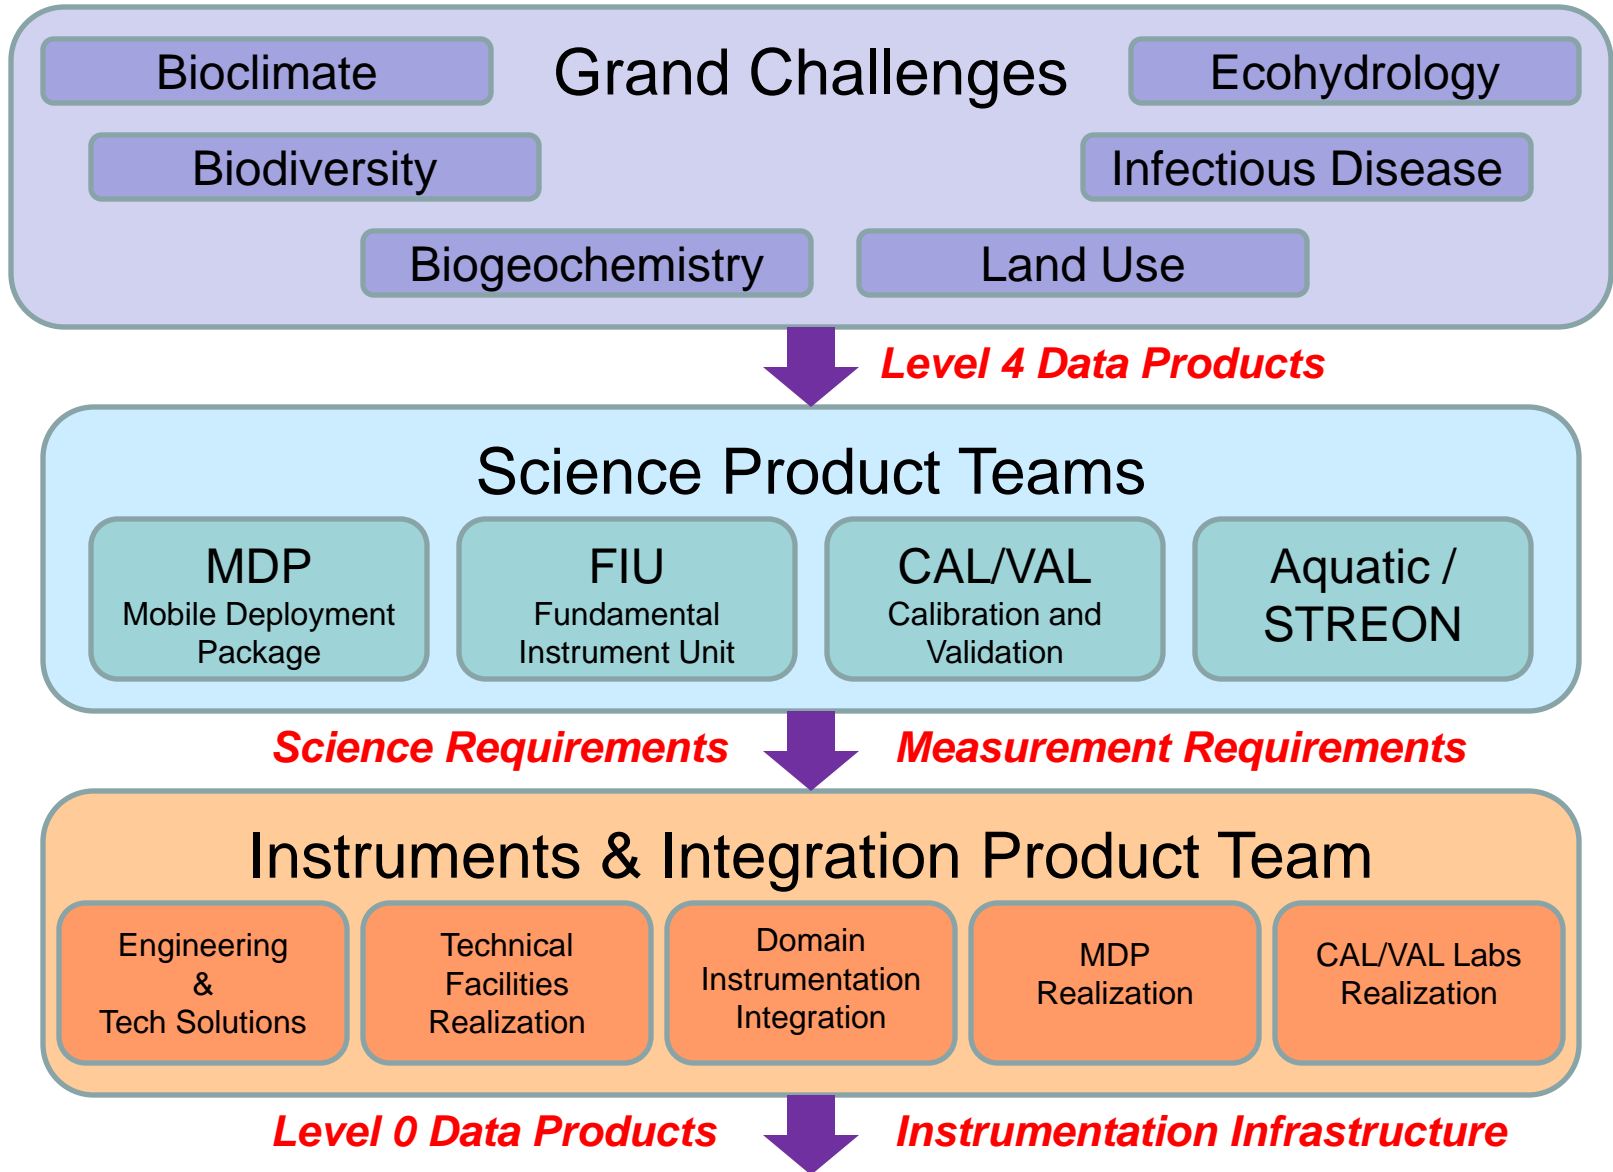 Grand Challenges
Bioclimate
Ecohydrology
Biodiversity
Infectious Disease
Biogeochemistry
Land Use
Level 4 Data Products
Science Product Teams
MDP
Mobile Deployment
Package
FIU
Fundamental
Instrument Unit
CAL/VAL
Calibration and
Validation
Aquatic /
STREON
Science Requirements
Measurement Requirements
Instruments & Integration Product Team
Engineering
&
Tech Solutions
Technical
Facilities
Realization
Domain
Instrumentation
Integration
MDP
Realization
CAL/VAL Labs
Realization
Level 0 Data Products
Instrumentation Infrastructure